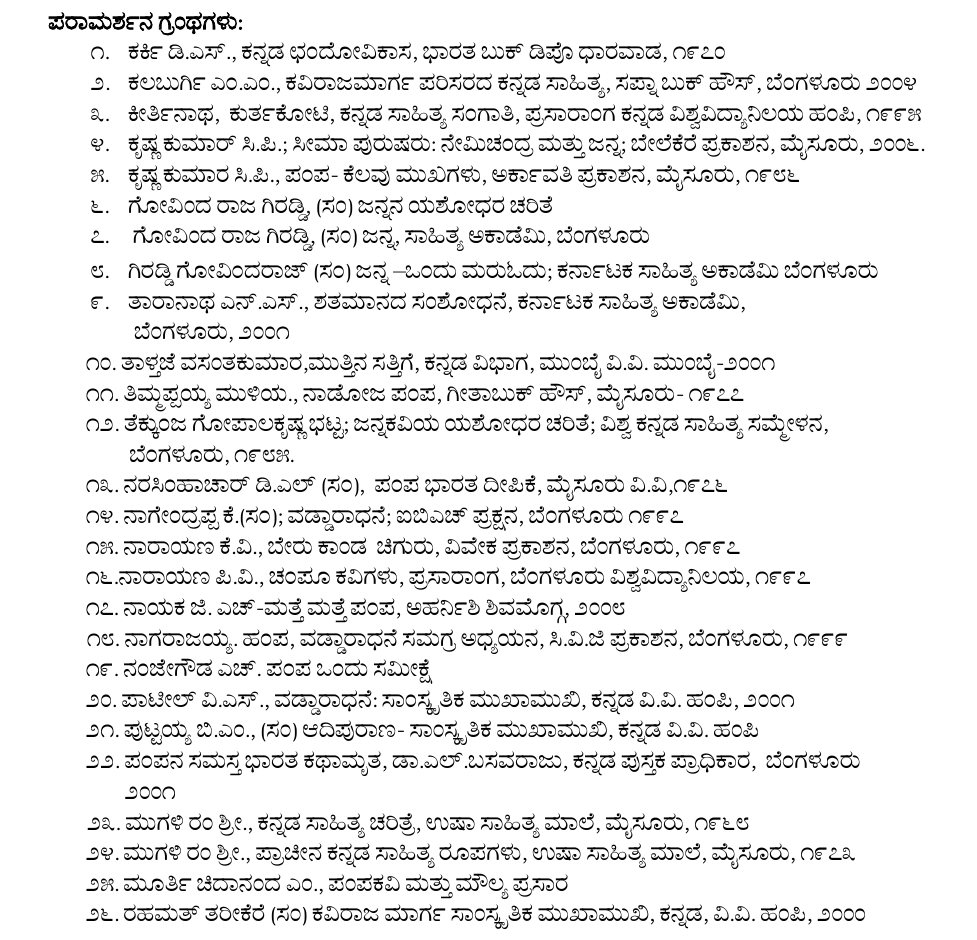 ಪರಾಮರ್ಶನ ಗ್ರಂಥಗಳು:
೧. ಕರ್ಕಿ ಡಿ.ಎಸ್., ಕನ್ನಡ ಛಂದೋವಿಕಾಸ, ಭಾರತ ಬುಕ್ ಡಿಪೊ ಧಾರವಾಡ, ೧೯೭೦
೨. ಕಲಬುರ್ಗಿ ಎಂ.ಎಂ., ಕವಿರಾಜಮಾರ್ಗ ಪರಿಸರದ ಕನ್ನಡ ಸಾಹಿತ್ಯ, ಸಪ್ನಾ ಬುಕ್ ಹೌಸ್, ಬೆಂಗಳೂರು ೨೦೦೪
೩. ಕೀರ್ತಿನಾಥ, ಕುರ್ತಕೋಟಿ, ಕನ್ನಡ ಸಾಹಿತ್ಯ ಸಂಗಾತಿ, ಪ್ರಸಾರಾಂಗ ಕನ್ನಡ ವಿಶ್ವವಿದ್ಯಾನಿಲಯ ಹಂಪಿ, ೧೯೯೫
೪. ಕೃಷ್ಣಕುಮಾರ್ ಸಿ.ಪಿ.; ಸೀಮಾ ಪುರುಷರು: ನೇಮಿಚಂದ್ರ ಮತ್ತು ಜನ್ನ; ಬೇಲೆಕೆರೆ ಪ್ರಕಾಶನ, ಮೈಸೂರು, ೨೦೦೬.
೫. ಕೃಷ್ಣಕುಮಾರ ಸಿ.ಪಿ., ಪಂಪ- ಕೆಲವು ಮುಖಗಳು, ಅರ್ಕಾವತಿ ಪ್ರಕಾಶನ, ಮೈಸೂರು, ೧೯೮೬
೬. ಗೋವಿಂದ ರಾಜ ಗಿರಡ್ಡಿ, (ಸಂ) ಜನ್ನನ ಯಶೋಧರ ಚರಿತೆ
೭. ಗೋವಿಂದ ರಾಜ ಗಿರಡ್ಡಿ, (ಸಂ) ಜನ್ನ, ಸಾಹಿತ್ಯ ಅಕಾಡೆಮಿ, ಬೆಂಗಳೂರು
೮. ಗಿರಡ್ಡಿ ಗೋವಿಂದರಾಜ್ (ಸಂ) ಜನ್ನ –ಒಂದು ಮರುಓದು; ಕರ್ನಾಟಕ ಸಾಹಿತ್ಯ ಅಕಾಡೆಮಿ ಬೆಂಗಳೂರು
೯. ತಾರಾನಾಥ ಎನ್.ಎಸ್., ಶತಮಾನದ ಸಂಶೋಧನೆ, ಕರ್ನಾಟಕ ಸಾಹಿತ್ಯ ಅಕಾಡೆಮಿ,
ಬೆಂಗಳೂರು, ೨೦೦೧
೧೦. ತಾಳ್ತಜೆ ವಸಂತಕುಮಾರ,ಮುತ್ತಿನ ಸತ್ತಿಗೆ, ಕನ್ನಡ ವಿಭಾಗ, ಮುಂಬೈ ವಿ.ವಿ. ಮುಂಬೈ-೨೦೦೧
೧೧. ತಿಮ್ಮಪ್ಪಯ್ಯ ಮುಳಿಯ., ನಾಡೋಜ ಪಂಪ, ಗೀತಾಬುಕ್ ಹೌಸ್, ಮೈಸೂರು- ೧೯೭೭
೧೨. ತೆಕ್ಕುಂಜ ಗೋಪಾಲಕೃಷ್ಣ ಭಟ್ಟ; ಜನ್ನಕವಿಯ ಯಶೋಧರ ಚರಿತೆ; ವಿಶ್ವ ಕನ್ನಡ ಸಾಹಿತ್ಯ ಸಮ್ಮೇಳನ,
ಬೆಂಗಳೂರು, ೧೯೮೫.
೧೩. ನರಸಿಂಹಾಚಾರ್ ಡಿ.ಎಲ್ (ಸಂ), ಪಂಪ ಭಾರತ ದೀಪಿಕೆ, ಮೈಸೂರು ವಿ.ವಿ,೧೯೭೬
೧೪. ನಾಗೇಂದ್ರಪ್ಪ ಕೆ.(ಸಂ); ವಡ್ಡಾರಾಧನೆ; ಐಬಿಎಚ್ ಪ್ರಕ್ಷನ, ಬೆಂಗಳೂರು ೧೯೯೭
೧೫. ನಾರಾಯಣ ಕೆ.ವಿ., ಬೇರು ಕಾಂಡ ಚಿಗುರು, ವಿವೇಕ ಪ್ರಕಾಶನ, ಬೆಂಗಳೂರು, ೧೯೯೭
೧೬.ನಾರಾಯಣ ಪಿ.ವಿ., ಚಂಪೂ ಕವಿಗಳು, ಪ್ರಸಾರಾಂಗ, ಬೆಂಗಳೂರು ವಿಶ್ವವಿದ್ಯಾನಿಲಯ, ೧೯೯೭
೧೭. ನಾಯಕ ಜಿ. ಎಚ್-ಮತ್ತೆ ಮತ್ತೆ ಪಂಪ, ಅಹರ್ನಿಶಿ ಶಿವಮೊಗ್ಗ, ೨೦೦೮
೧೮. ನಾಗರಾಜಯ್ಯ. ಹಂಪ, ವಡ್ಡಾರಾಧನೆ ಸಮಗ್ರ ಅಧ್ಯಯನ, ಸಿ.ವಿ.ಜಿ ಪ್ರಕಾಶನ, ಬೆಂಗಳೂರು, ೧೯೯೯
೧೯. ನಂಜೇಗೌಡ ಎಚ್. ಪಂಪ ಒಂದು ಸಮೀಕ್ಷೆ
೨೦. ಪಾಟೀಲ್ ವಿ.ಎಸ್., ವಡ್ಡಾರಾಧನೆ: ಸಾಂಸ್ಕೃತಿಕ ಮುಖಾಮುಖಿ, ಕನ್ನಡ ವಿ.ವಿ. ಹಂಪಿ, ೨೦೦೧
೨೧. ಪುಟ್ಟಯ್ಯ ಬಿ.ಎಂ., (ಸಂ) ಆದಿಪುರಾಣ- ಸಾಂಸ್ಕೃತಿಕ ಮುಖಾಮುಖಿ, ಕನ್ನಡ ವಿ.ವಿ. ಹಂಪಿ
೨೨. ಪಂಪನ ಸಮಸ್ತ ಭಾರತ ಕಥಾಮೃತ, ಡಾ.ಎಲ್.ಬಸವರಾಜು, ಕನ್ನಡ ಪುಸ್ತಕ ಪ್ರಾಧಿಕಾರ, ಬೆಂಗಳೂರು
೨೦೦೧
೨೩. ಮುಗಳಿ ರಂ ಶ್ರೀ., ಕನ್ನಡ ಸಾಹಿತ್ಯ ಚರಿತ್ರೆ, ಉಷಾ ಸಾಹಿತ್ಯ ಮಾಲೆ, ಮೈಸೂರು, ೧೯೬೮
೨೪. ಮುಗಳಿ ರಂ ಶ್ರೀ., ಪ್ರಾಚೀನ ಕನ್ನಡ ಸಾಹಿತ್ಯ ರೂಪಗಳು, ಉಷಾ ಸಾಹಿತ್ಯ ಮಾಲೆ, ಮೈಸೂರು, ೧೯೭೩
೨೫. ಮೂರ್ತಿ ಚಿದಾನಂದ ಎಂ., ಪಂಪಕವಿ ಮತ್ತು ಮೌಲ್ಯ ಪ್ರಸಾರ
೨೬. ರಹಮತ್ ತರೀಕೆರೆ (ಸಂ) ಕವಿರಾಜ ಮಾರ್ಗ ಸಾಂಸ್ಕೃತಿಕ ಮುಖಾಮುಖಿ, ಕನ್ನಡ, ವಿ.ವಿ. ಹಂಪಿ, ೨೦೦೦